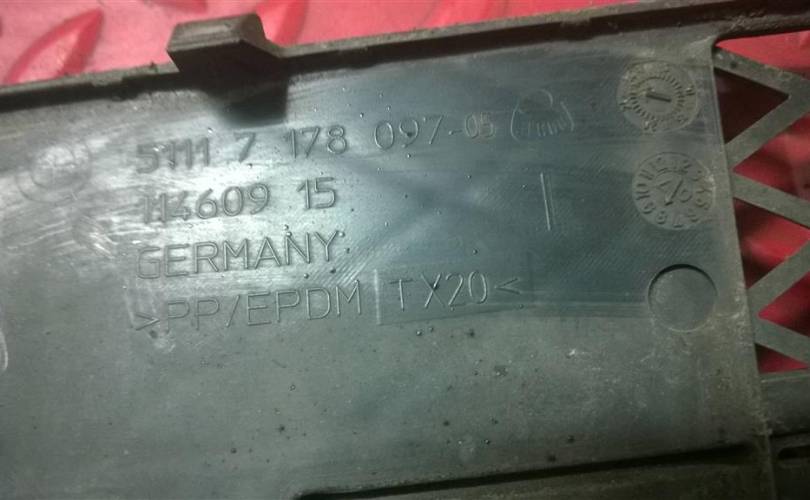 5111 7 178 097-05
114609 15
GERMANY
>PP/EPDM TX20<